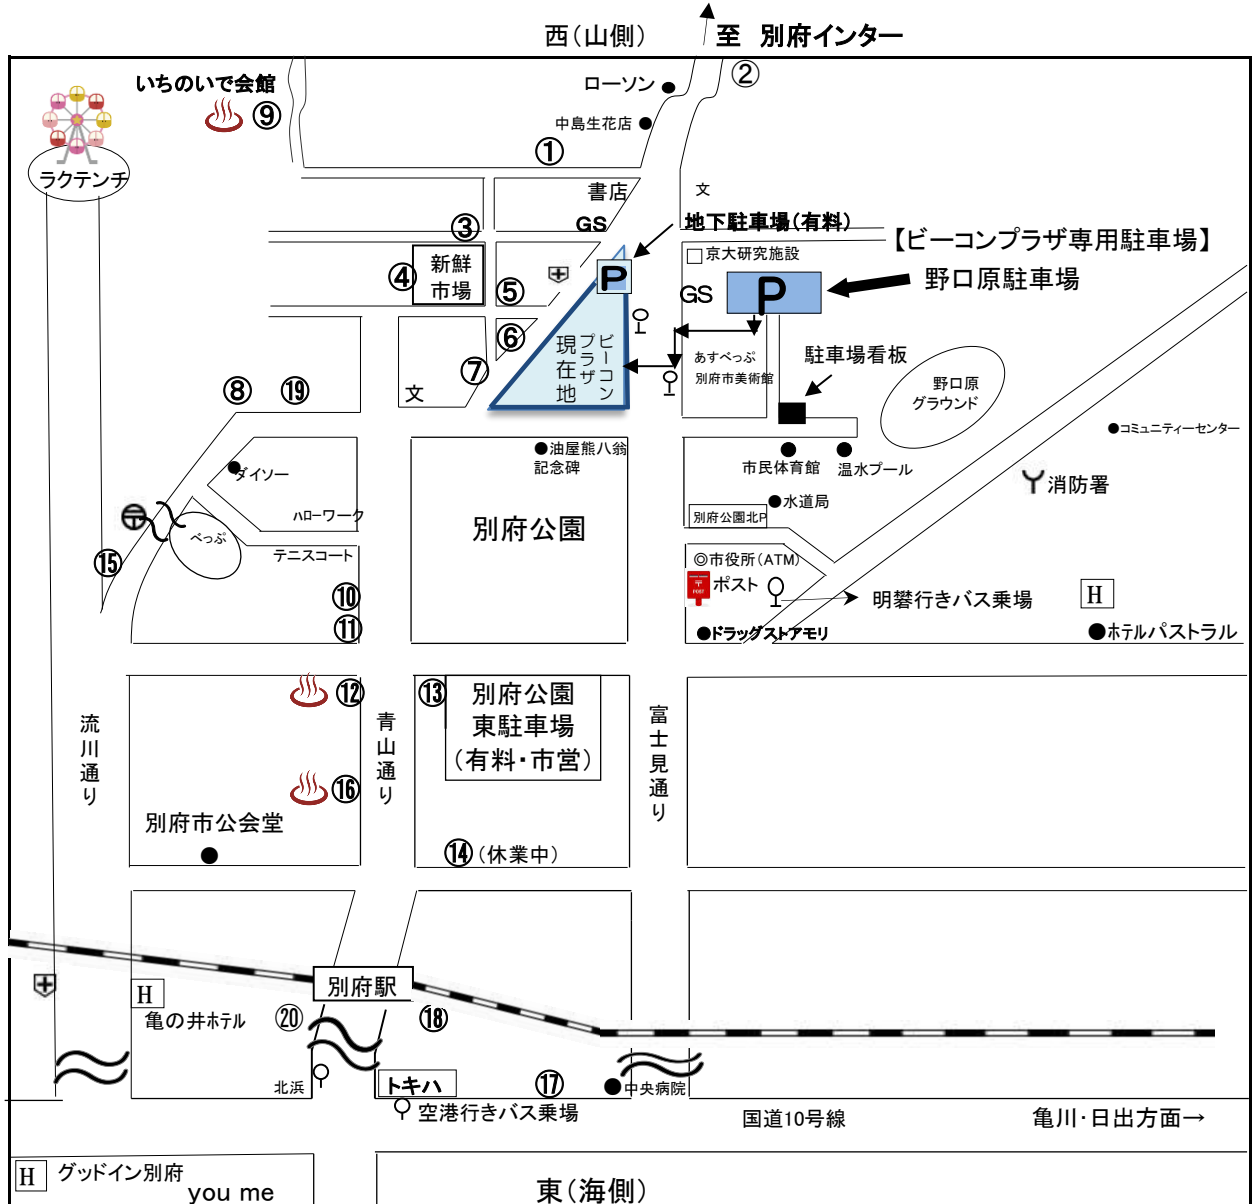 西（山側）
至 別府インター
②
ローソン
いちのいで会館
⑨
中島生花店
①
ラクテンチ
書店
文
GS
地下駐車場（有料）
③
【ビーコンプラザ専用駐車場】
京大研究施設
新鮮
市場
④
⑤
P
GS
P
野口原駐車場
⑥
ビーコン
プラザ
現在地
あすべっぷ
別府市美術館
駐車場看板
⑦
文
⑧
⑲
野口原
グラウンド
コミュニティーセンター
油屋熊八翁
記念碑
市民体育館
温水プール
ダイソー
消防署
水道局
ハローワーク
別府公園
別府公園北P
〒
べっぷ
テニスコート
⑮
◎市役所（ATM）
〒
POST
ポスト
明礬行きバス乗場
H
⑩
⑪
ドラッグストアモリ
ホテルパストラル
⑫
⑬
別府公園
東駐車場
（有料・市営）
流川通り
青山通り
富士見通り
⑯
別府市公会堂
⑭（休業中）
別府駅
H
亀の井ホテル
⑳
⑱
北浜
トキハ
⑰
中央病院
空港行きバス乗場
国道10号線
亀川・日出方面→
H
グッドイン別府
you me
東（海側）